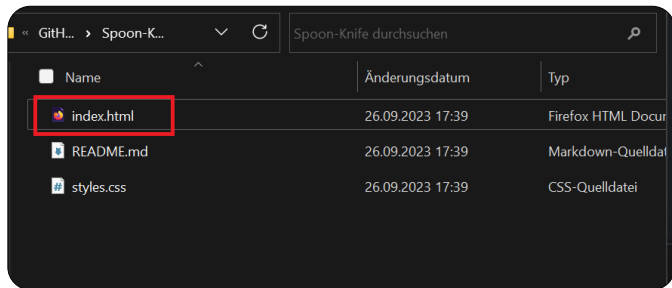 « GitH... › Spoon-K... Spoon-Knife durchsuchen
Name Änderungsdatum Typ
index.html 26.09.2023 17:39 Firefox HTML Docur
README.md 26.09.2023 17:39 Markdown-Quelldat
styles.css 26.09.2023 17:39 CSS-Quelldatei